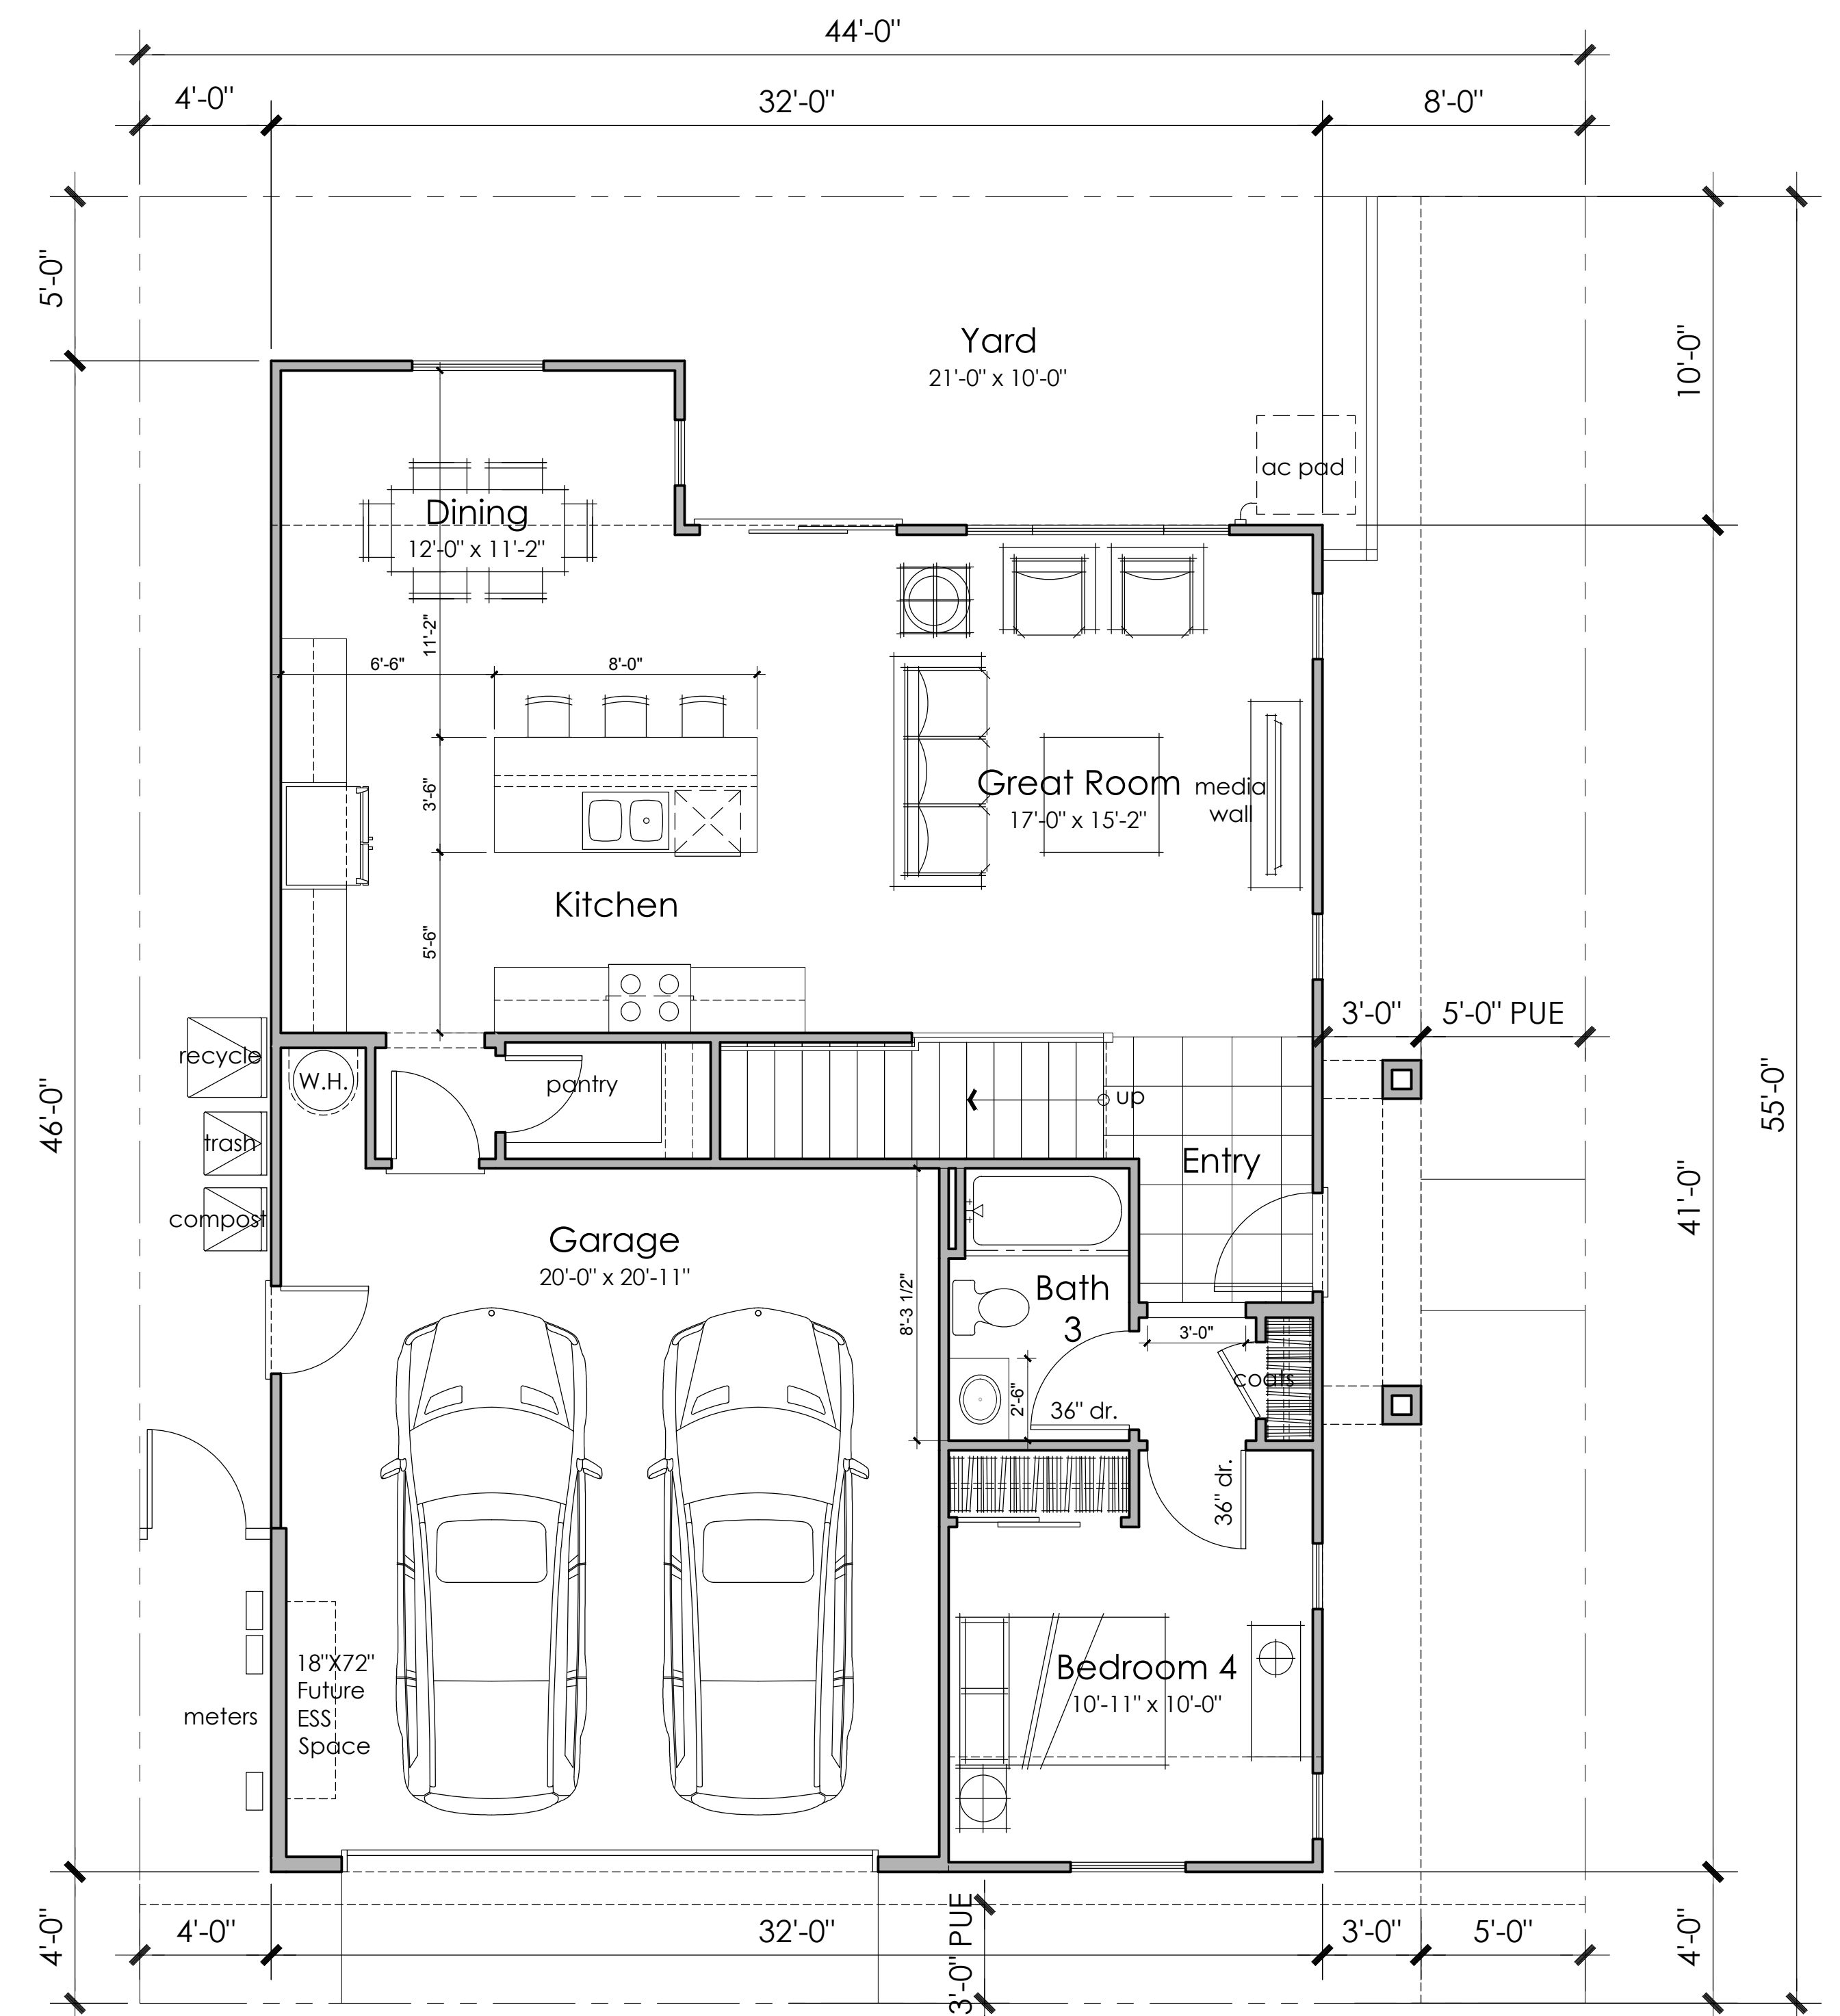 44'-0"
4'-0"
32'-0"
8'-0"
5'-0"
10'-0"
Yard
21'-0" x 10'-0"
ac pad
Dining
12'-0" x 11'-2"
11'-2"
6'-6"
8'-0"
3'-6"
Great Room
17'-0" x 15'-2"
media
wall
Kitchen
5'-6"
3'-0"
5'-0" PUE
recycle
W.H.
pantry
up
46'-0"
55'-0"
trash
Entry
41'-0"
compost
Garage
20'-0" x 20'-11"
8'-3 1/2"
Bath
3
3'-0"
coats
2'-6"
36" dr.
36" dr.
18"X72"
Future
ESS
Space
meters
Bedroom 4
10'-11" x 10'-0"
4'-0"
4'-0"
32'-0"
3'-0" PUE
3'-0"
5'-0"
4'-0"